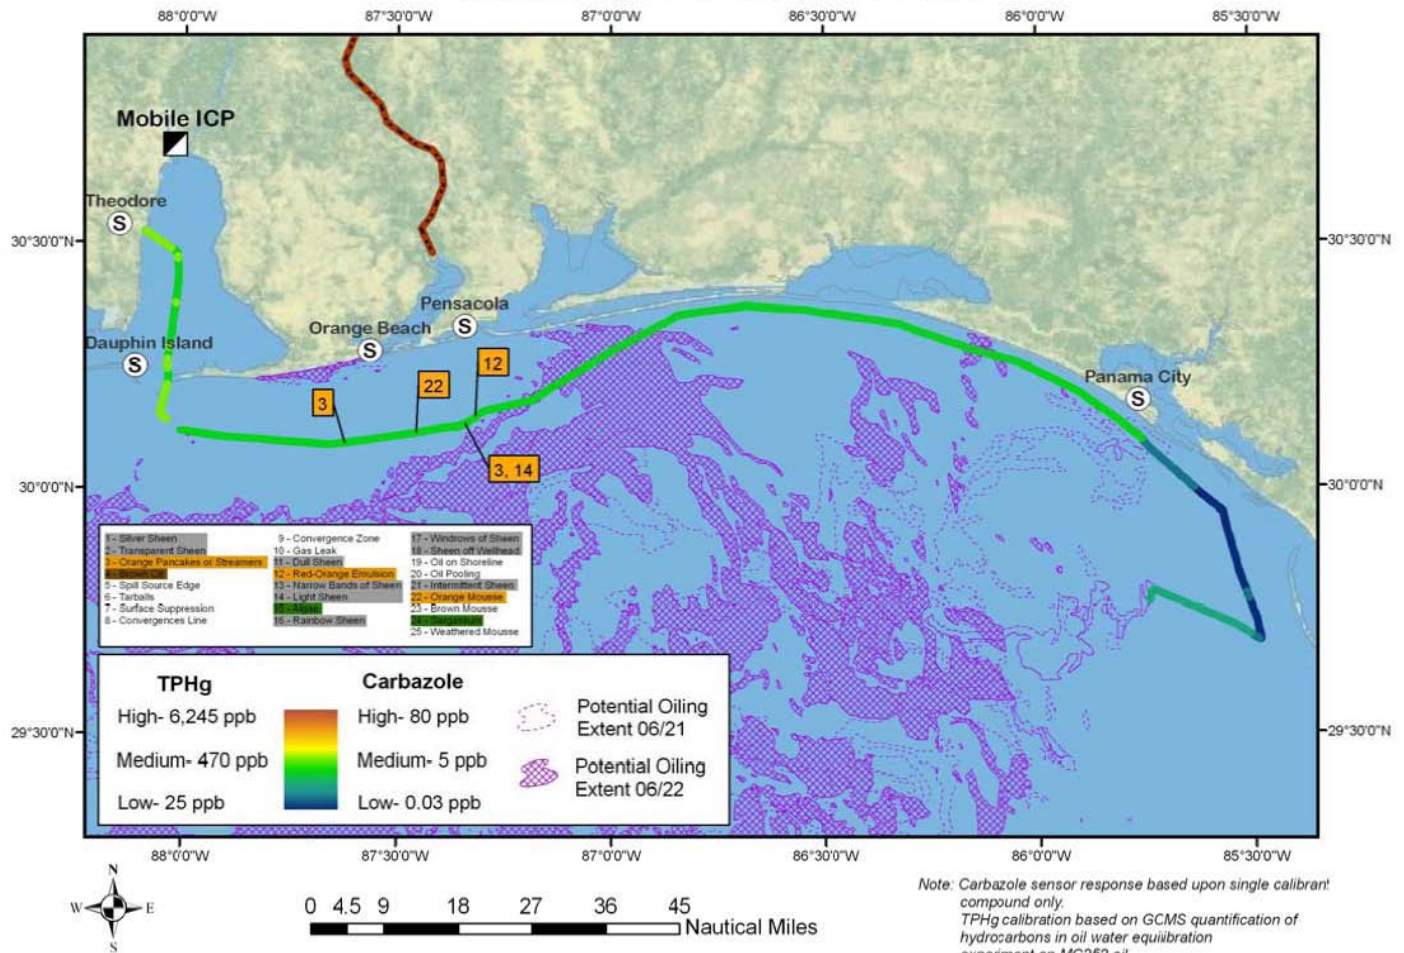 88°0'0"W 87°30'0"W 87°0'0"W 86°30'0"W 86°0'0"W 85°30'0"W
Mobile ICP
Theodore
S
30°30'0"N 30°30'0"N
Pensacola
S
Orange Beach
S
Dauphin Island
S
12
22
3
Panama City
S
3, 14
30°0'0"N 30°0'0"N
1 - Silver Sheen
2 - Transparent Sheen
3 - Orange Pancakes or Streamers
4 - Brown Oil
5 - Spill Source Edge
6 - Tarballs
7 - Surface Suppression
8 - Convergences Line
9 - Convergence Zone
10 - Gas Leak
11 - Dull Sheen
12 - Red-Orange Emulsion
13 - Narrow Bands of Sheen
14 - Light Sheen
15 - Algae
16 - Rainbow Sheen
17 - Windrows of Sheen
18 - Sheen off Wellhead
19 - Oil on Shoreline
20 - Oil Pooling
21 - Intermittent Sheen
22 - Orange Mousse
23 - Brown Mousse
24 - Sargassum
25 - Weathered Mousse
TPHg Carbazole
High- 6,245 ppb High- 80 ppb
Medium- 470 ppb Medium- 5 ppb
Low- 25 ppb Low- 0.03 ppb
Potential Oiling
Extent 06/21
Potential Oiling
Extent 06/22
29°30'0"N 29°30'0"N
88°0'0"W 87°30'0"W 87°0'0"W 86°30'0"W 86°0'0"W 85°30'0"W
N
W E
S
0 4.5 9 18 27 36 45
Nautical Miles
Note: Carbazole sensor response based upon single calibrant
compound only.
TPHg calibration based on GCMS quantification of
hydrocarbons in oil water equilibration
experiment on MC252 oil